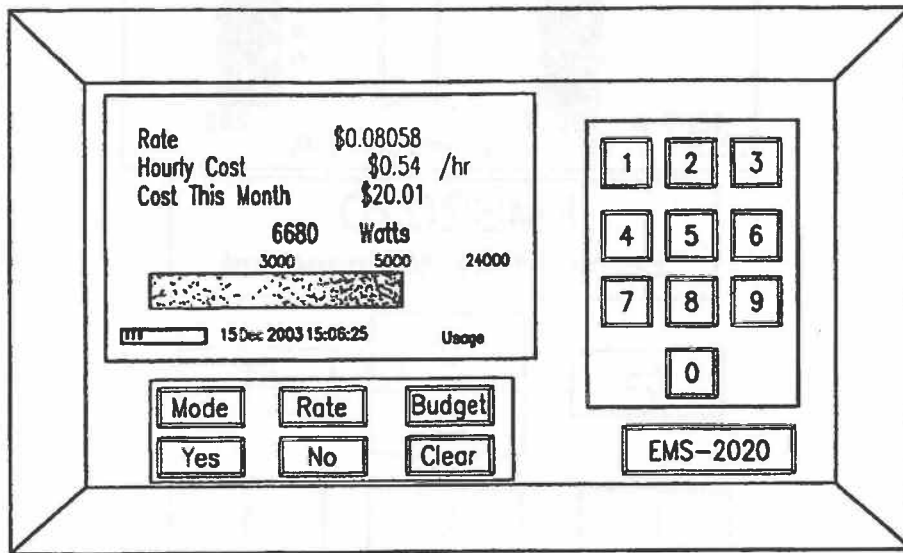 Rate $0.08058
Hourly Cost $0.54 /hr
Cost This Month $20.01
6680 Watts
3000 5000 24000
15 Dec 2003 15:06:25 Usage
Mode Rate Budget
Yes No Clear
1 2 3
4 5 6
7 8 9
0
EMS-2020